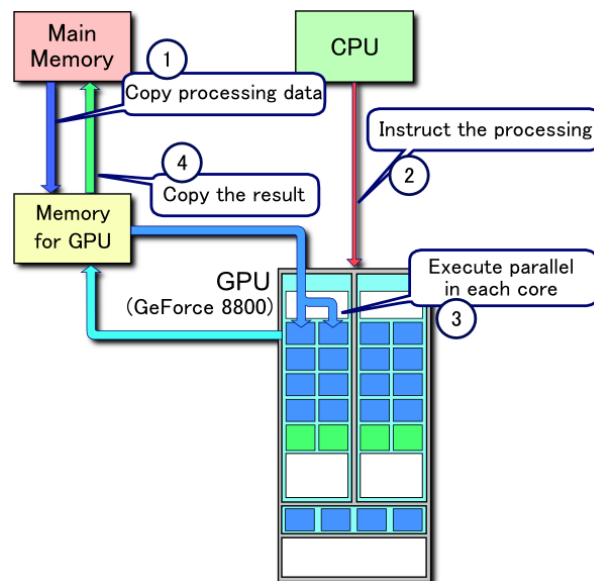 Main
Memory
CPU
1
Copy processing data
Instruct the processing
2
4
Copy the result
Memory
for GPU
GPU
(GeForce 8800)
Execute parallel
in each core
3